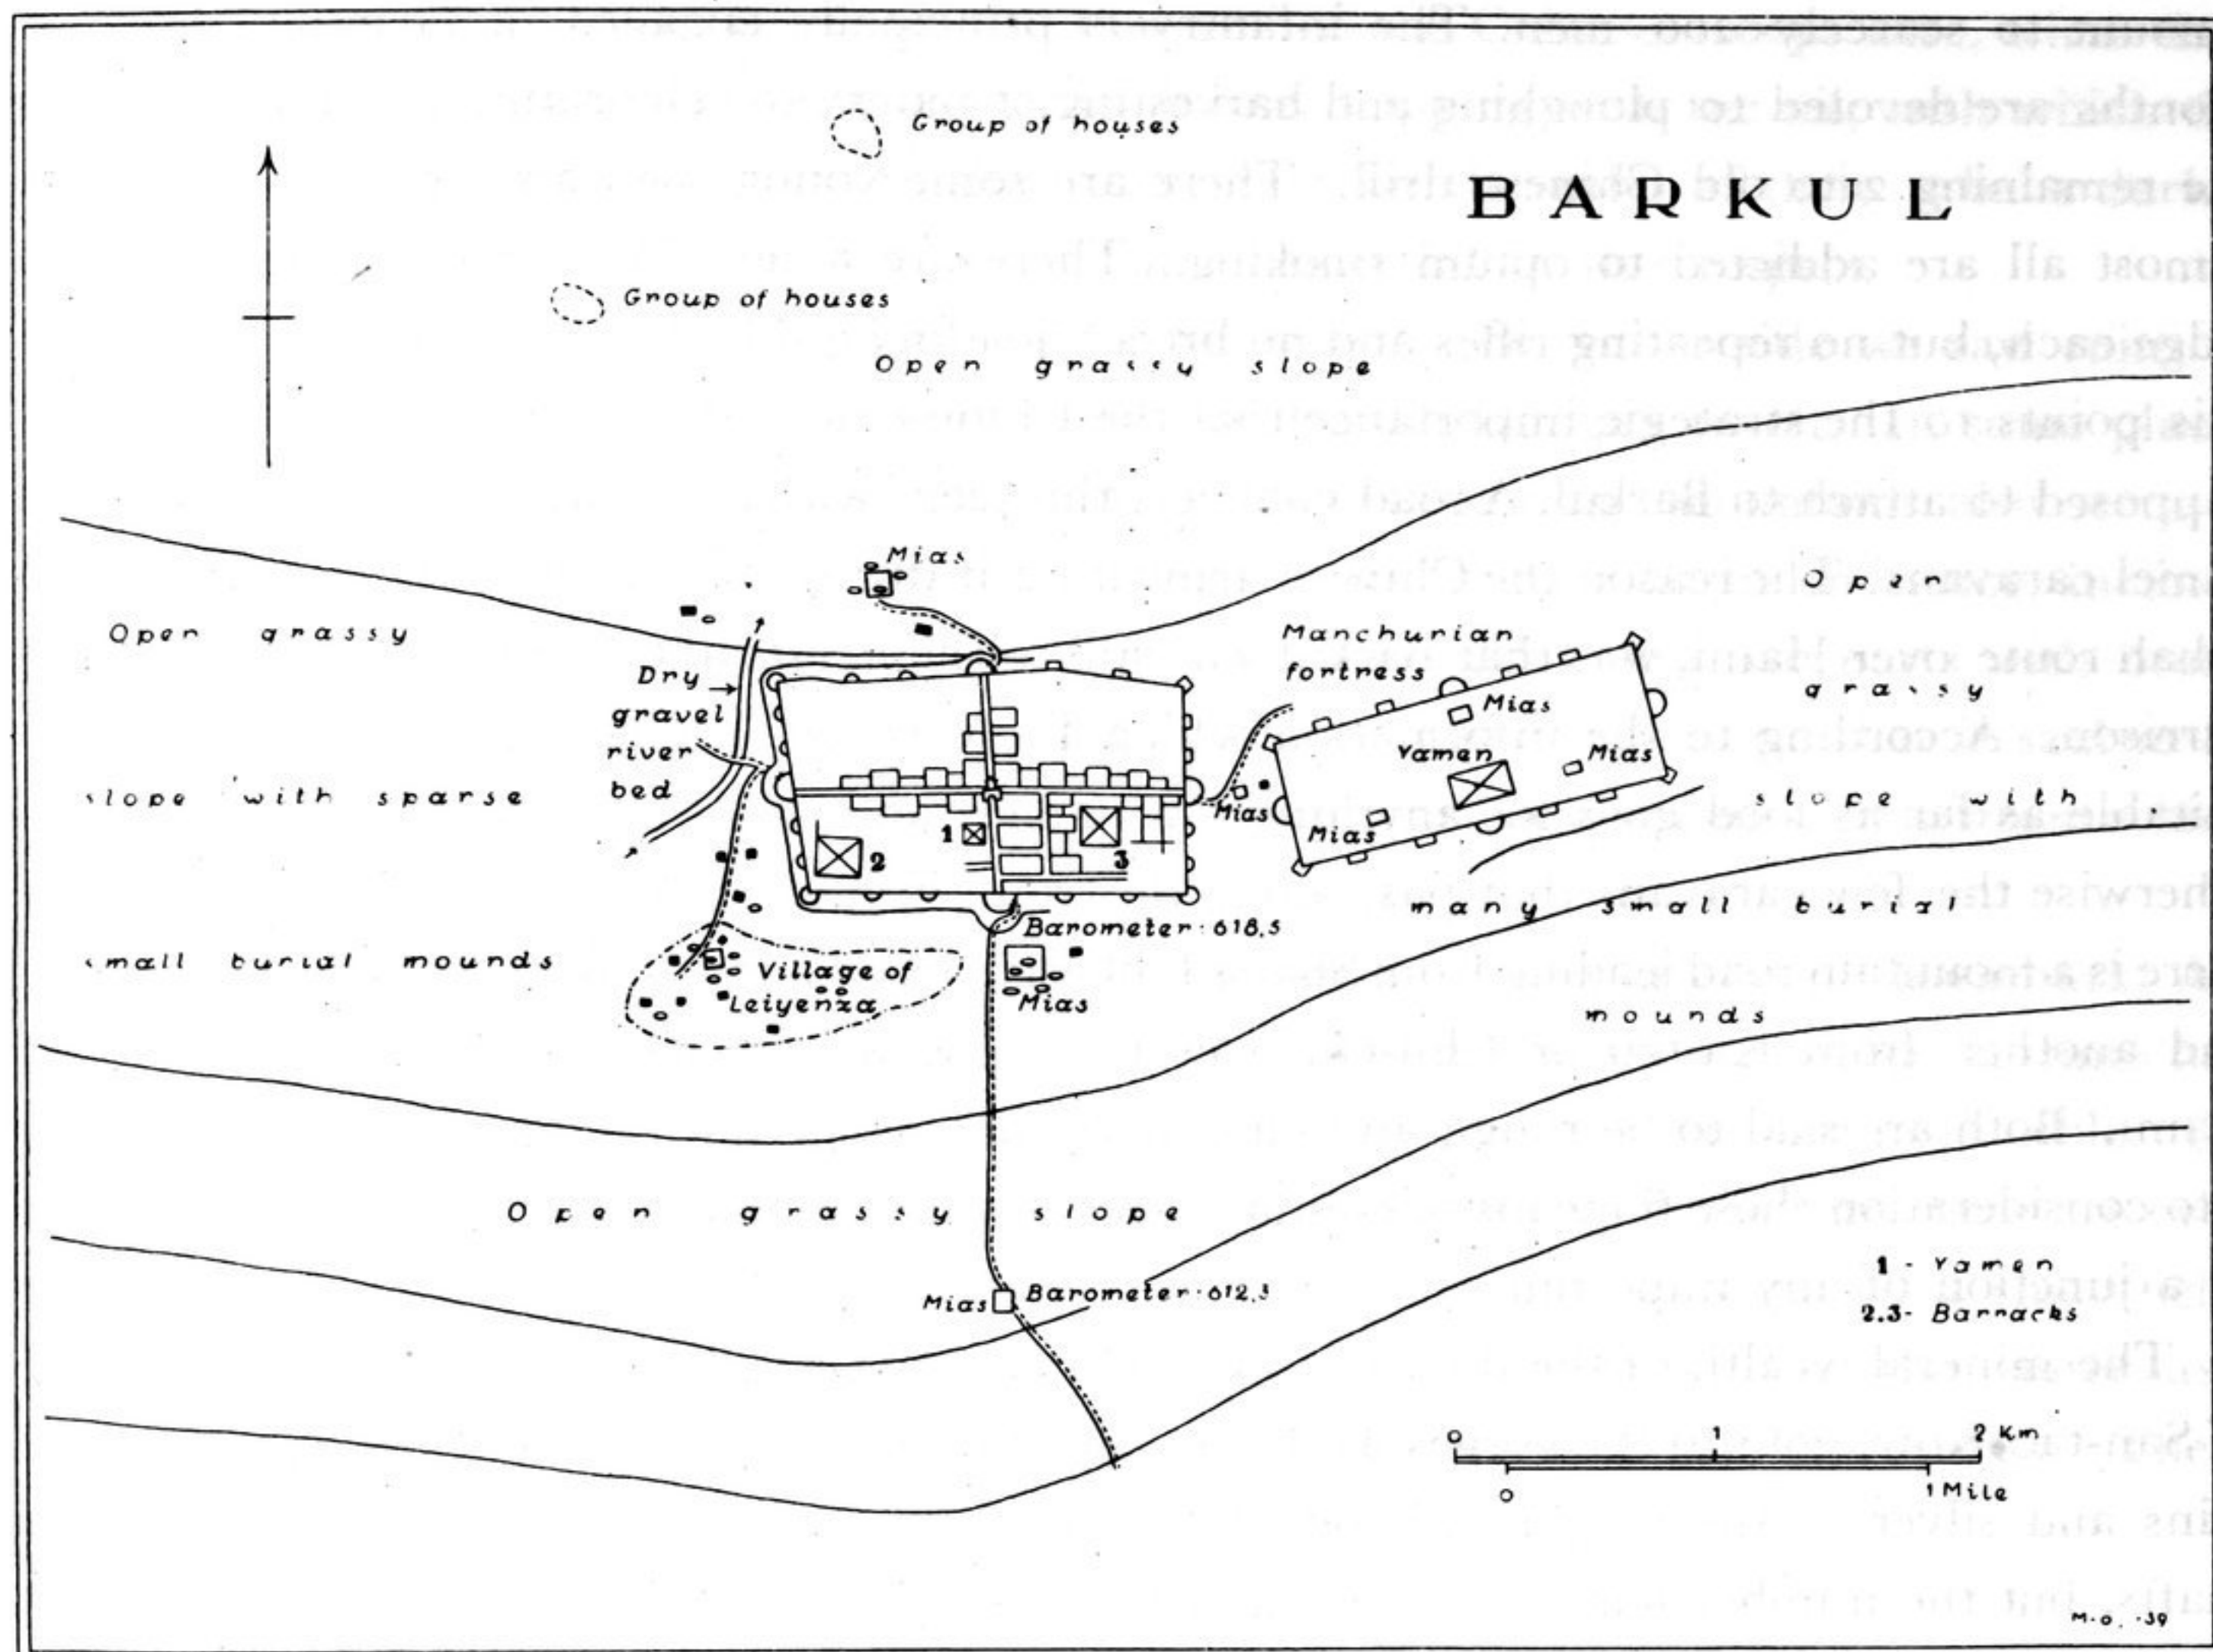 BARKUL
Group of houses
Group of houses
Open grassy slope
Mias
Open grassy
slope with sparse
small burial mounds
Dry
gravel
river
bed
Manchurian
fortress
Mias
Yamen
Mias
Mias
Mias
Open
grassy
slope with
many small burial
mounds
1
2
3
Barometer·618,5
Village of
Leiyenza
Mias
Open grassy slope
Mias
Barometer·612,3
1 - Yamen
2.3- Barracks
0 1 2 Km
0 1 Mile
M-O. -39